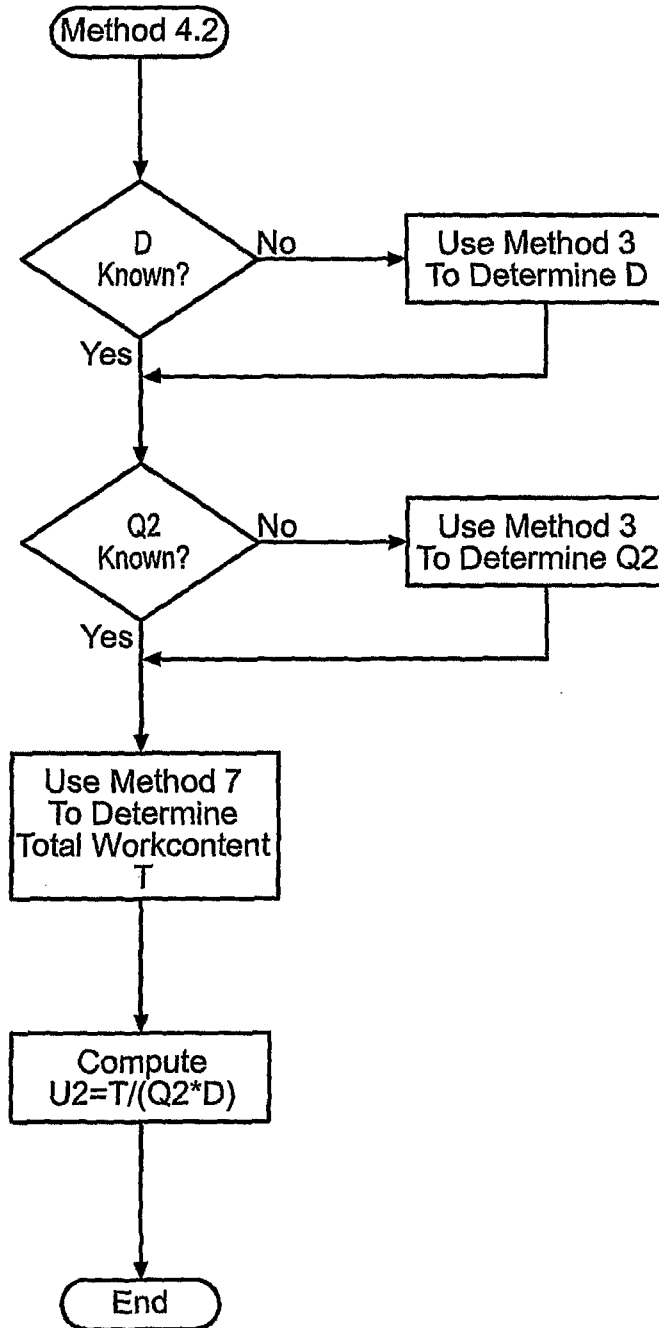 Method 4.2
D
Known?
No
Use Method 3
To Determine D
Yes
Q2
Known?
No
Use Method 3
To Determine Q2
Yes
Use Method 7
To Determine
Total Workcontent
T
Compute
U2=T/(Q2*D)
End